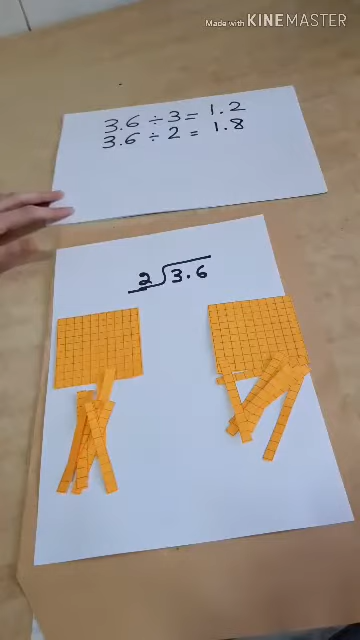 Made with KINEMASTER
3.6 ÷ 3 = 1.2
3.6 ÷ 2 = 1.8
2 ⟌ 3.6